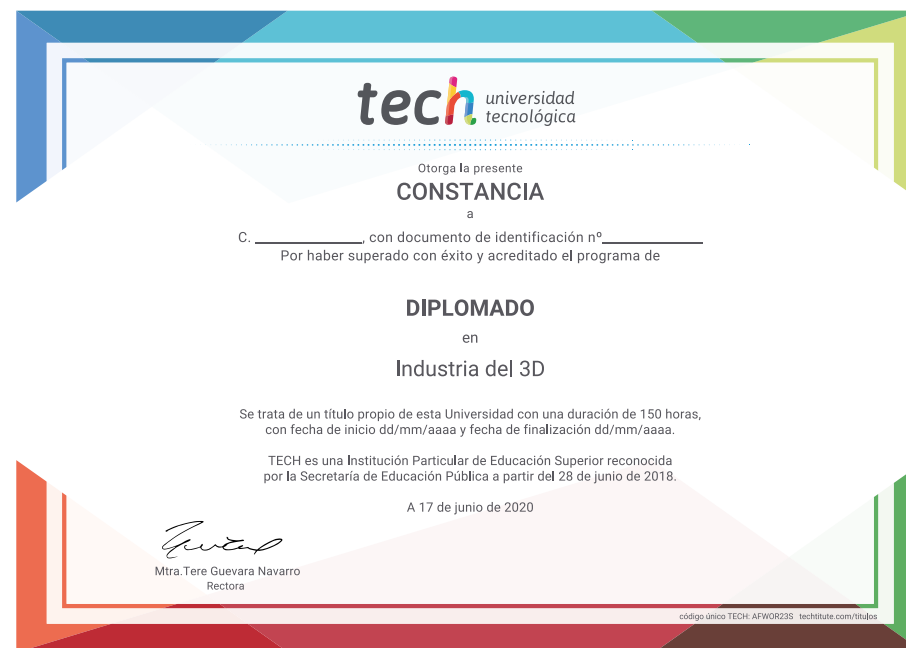 tech universidad
tecnológica
Otorga la presente
CONSTANCIA
a
C. ____________, con documento de identificación nº____________
Por haber superado con éxito y acreditado el programa de
DIPLOMADO
en
Industria del 3D
Se trata de un título propio de esta Universidad con una duración de 150 horas,
con fecha de inicio dd/mm/aaaa y fecha de finalización dd/mm/aaaa.
TECH es una Institución Particular de Educación Superior reconocida
por la Secretaría de Educación Pública a partir del 28 de junio de 2018.
A 17 de junio de 2020
Mtra.Tere Guevara Navarro
Rectora
código único TECH: AFWOR23S techtitute.com/titulos